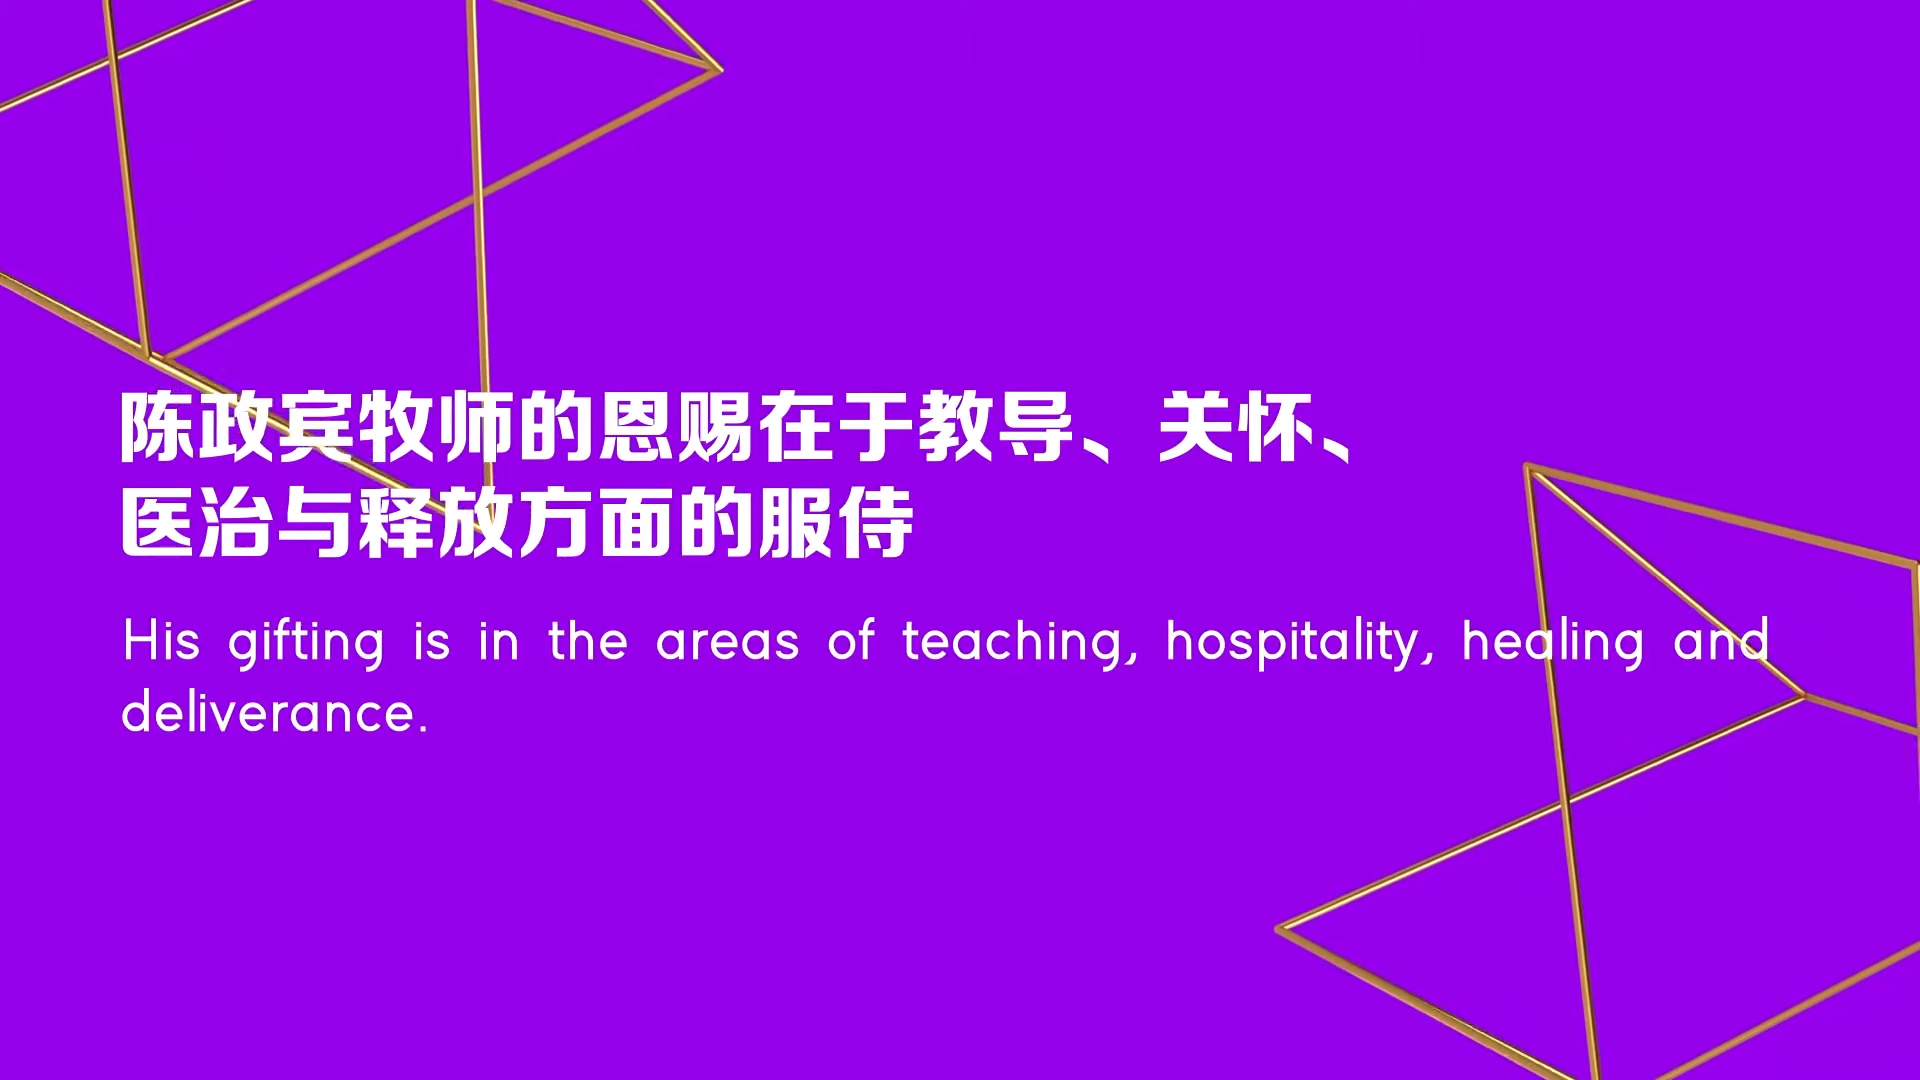 陈政宾牧师的恩赐在于教导、关怀、
医治与释放方面的服侍
His gifting is in the areas of teaching, hospitality, healing and
deliverance.